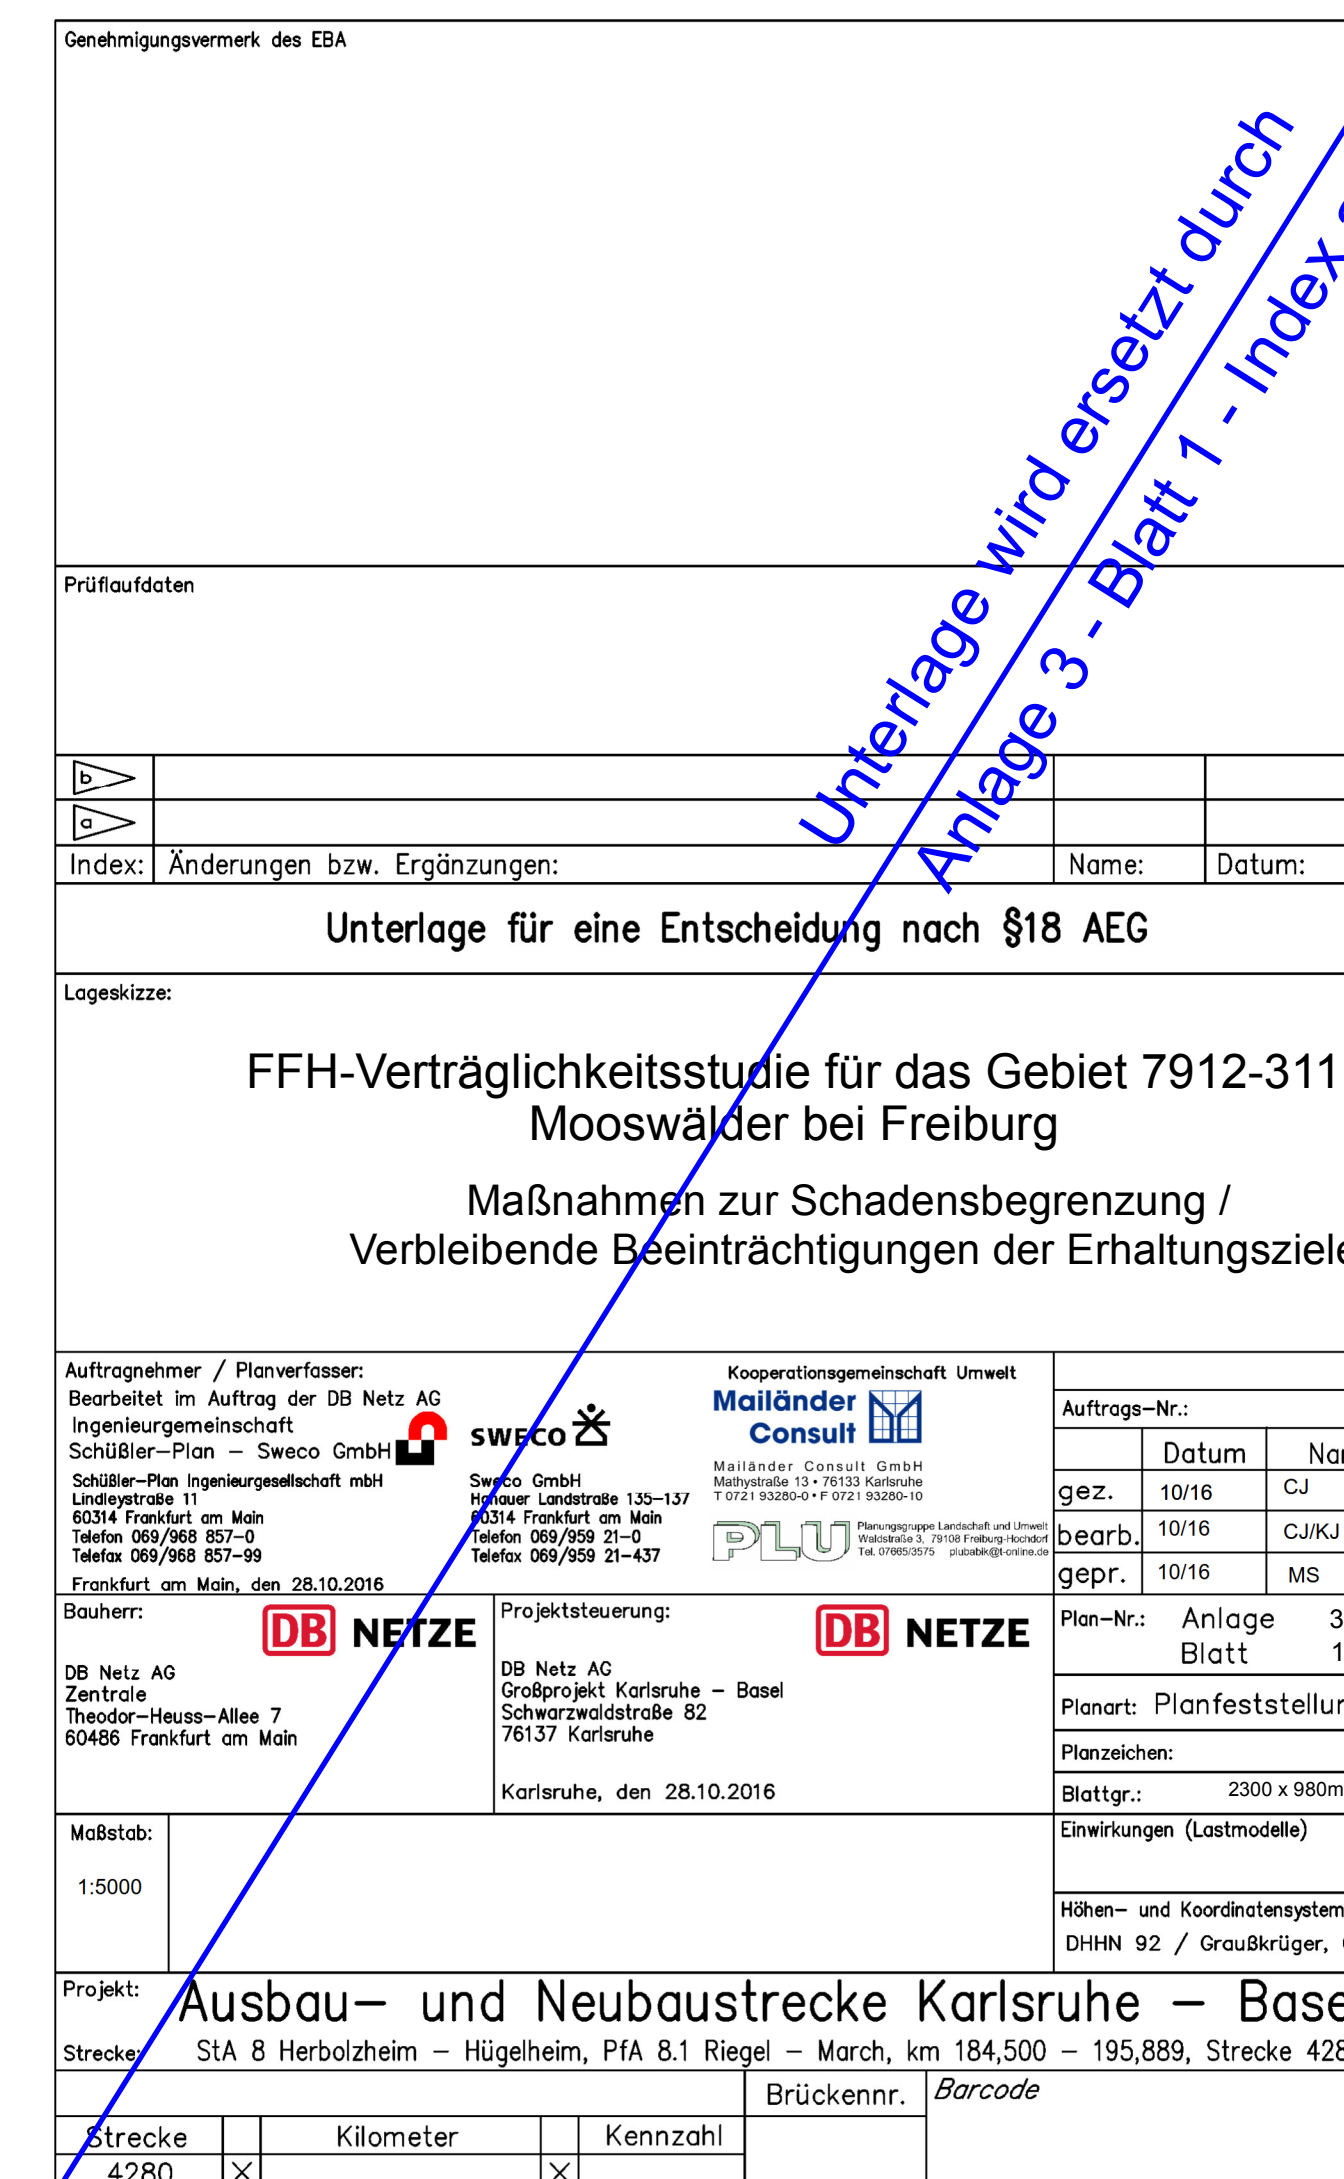 Genehmigungsvermerk des EBA
Unterlage wird ersetzt durch
Anlage 3 - Blatt 1 - Index
Prüflaufdaten
b
a
Index: Änderungen bzw. Ergänzungen: Name: Datum:
Unterlage für eine Entscheidung nach §18 AEG
Lageskizze:
FFH-Verträglichkeitsstudie für das Gebiet 7912-311
Mooswälder bei Freiburg
Maßnahmen zur Schadensbegrenzung /
Verbleibende Beeinträchtigungen der Erhaltungsziele
Auftragnehmer / Planverfasser:
Bearbeitet im Auftrag der DB Netz AG
Ingenieurgemeinschaft
Schüßler-Plan - Sweco GmbH
Schüßler-Plan Ingenieurgesellschaft mbH
Lindleystraße 11
60314 Frankfurt am Main
Telefon 069/968 857-0
Telefax 069/968 857-99
Frankfurt am Main, den 28.10.2016
SWECO
Sweco GmbH
Hanauer Landstraße 135-137
60314 Frankfurt am Main
Telefon 069/959 21-0
Telefax 069/959 21-437
Kooperationsgemeinschaft Umwelt
Mailänder
Consult
Mailänder Consult GmbH
Mathystraße 13 • 76133 Karlsruhe
T 0721 93280-0 • F 0721 93280-10
PLU
Planungsgruppe Landschaft und Umwelt
Waldstraße 3, 79108 Freiburg-Hochdorf
Tel. 07665/3575 plubabik@t-online.de
Auftrags-Nr.:
Datum
gez. 10/16 CJ
bearb. 10/16 CJ/KJ
gepr. 10/16 MS
Bauherr:
DB NETZE
DB Netz AG
Zentrale
Theodor-Heuss-Allee 7
60486 Frankfurt am Main
Projektsteuerung:
DB NETZE
DB Netz AG
Großprojekt Karlsruhe - Basel
Schwarzwaldstraße 82
76137 Karlsruhe
Karlsruhe, den 28.10.2016
Plan-Nr.: Anlage 3
Blatt 1
Planart: Planfeststellun
Planzeichen:
Blattgr.: 2300 x 980m
Maßstab:
1:5000
Einwirkungen (Lastmodelle)
Höhen- und Koordinatensystem
DHHN 92 / Graußkrüger,
Projekt: Ausbau- und Neubaustrecke Karlsruhe - Base
Strecke: StA 8 Herbolzheim - Hügelheim, PfA 8.1 Riegel - March, km 184,500 - 195,889, Strecke 428
Brückennr. Barcode
Strecke Kilometer Kennzahl
4280 X X